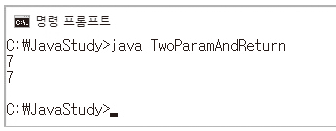 명령 프롬프트
C:₩JavaStudy>java TwoParamAndReturn
7
7
C:₩JavaStudy>_